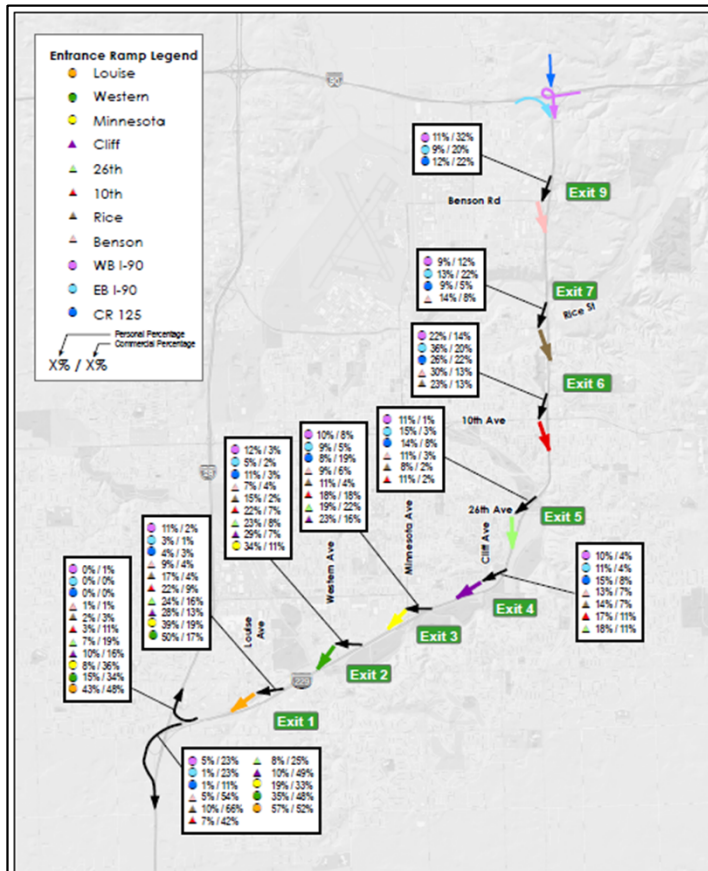 Entrance Ramp Legend
Louise
Western
Minnesota
Cliff
26th
10th
Rice
Benson
WB I-90
EB I-90
CR 125
Personal Percentage
Commercial Percentage
X% / X%
11% / 32%
9% / 20%
12% / 22%
Exit 9
Benson Rd
9% / 12%
13% / 22%
9% / 5%
14% / 8%
Exit 7
Rice St
22% / 14%
36% / 20%
26% / 22%
30% / 13%
23% / 13%
Exit 6
10th Ave
11% / 1%
15% / 3%
14% / 8%
11% / 3%
8% / 2%
11% / 2%
Exit 5
26th Ave
Cliff Ave
10% / 4%
11% / 4%
15% / 8%
13% / 7%
14% / 7%
17% / 11%
18% / 11%
Exit 4
10% / 8%
9% / 5%
8% / 19%
9% / 6%
11% / 4%
18% / 18%
19% / 22%
23% / 16%
Minnesota Ave
Exit 3
12% / 3%
5% / 2%
11% / 3%
7% / 4%
15% / 2%
22% / 7%
23% / 8%
29% / 7%
34% / 11%
Western Ave
Exit 2
11% / 2%
3% / 1%
4% / 3%
9% / 4%
17% / 4%
22% / 9%
24% / 16%
28% / 13%
39% / 19%
50% / 17%
Louise
Ave
Exit 1
0% / 1%
0% / 0%
0% / 0%
1% / 1%
2% / 3%
3% / 11%
7% / 19%
10% / 16%
8% / 36%
15% / 34%
43% / 48%
5% / 23%
1% / 23%
1% / 11%
5% / 54%
10% / 66%
7% / 42%
8% / 25%
10% / 49%
19% / 33%
35% / 48%
57% / 52%